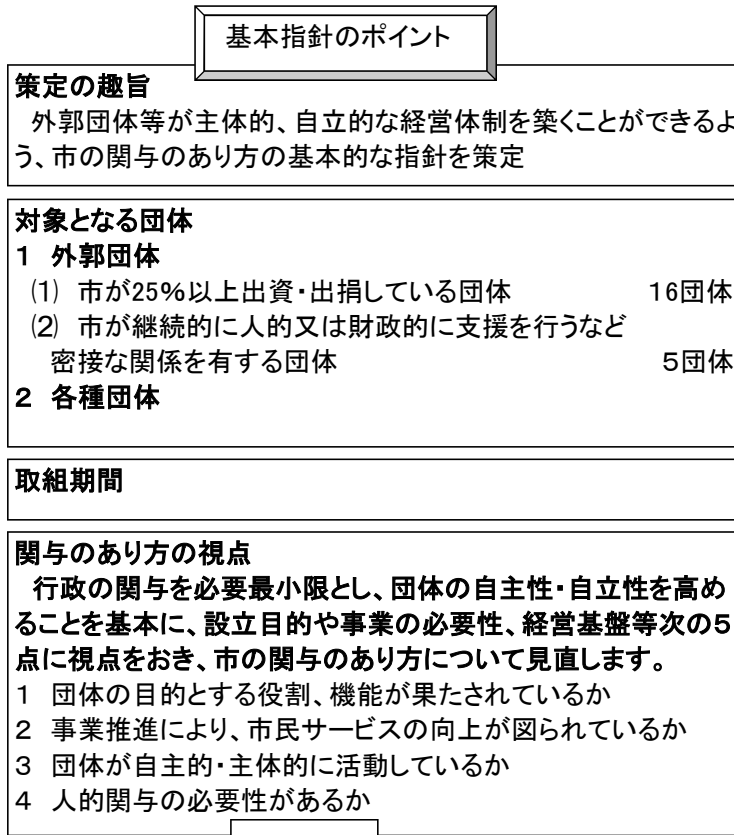 基本指針のポイント
策定の趣旨
外郭団体等が主体的、自立的な経営体制を築くことができるよ
う、市の関与のあり方の基本的な指針を策定
対象となる団体
1 外郭団体
⑴ 市が25%以上出資・出捐している団体 16団体
⑵ 市が継続的に人的又は財政的に支援を行うなど
密接な関係を有する団体 5団体
2 各種団体
取組期間
関与のあり方の視点
行政の関与を必要最小限とし、団体の自主性・自立性を高め
ることを基本に、設立目的や事業の必要性、経営基盤等次の5
点に視点をおき、市の関与のあり方について見直します。
1 団体の目的とする役割、機能が果たされているか
2 事業推進により、市民サービスの向上が図られているか
3 団体が自主的・主体的に活動しているか
4 人的関与の必要性があるか